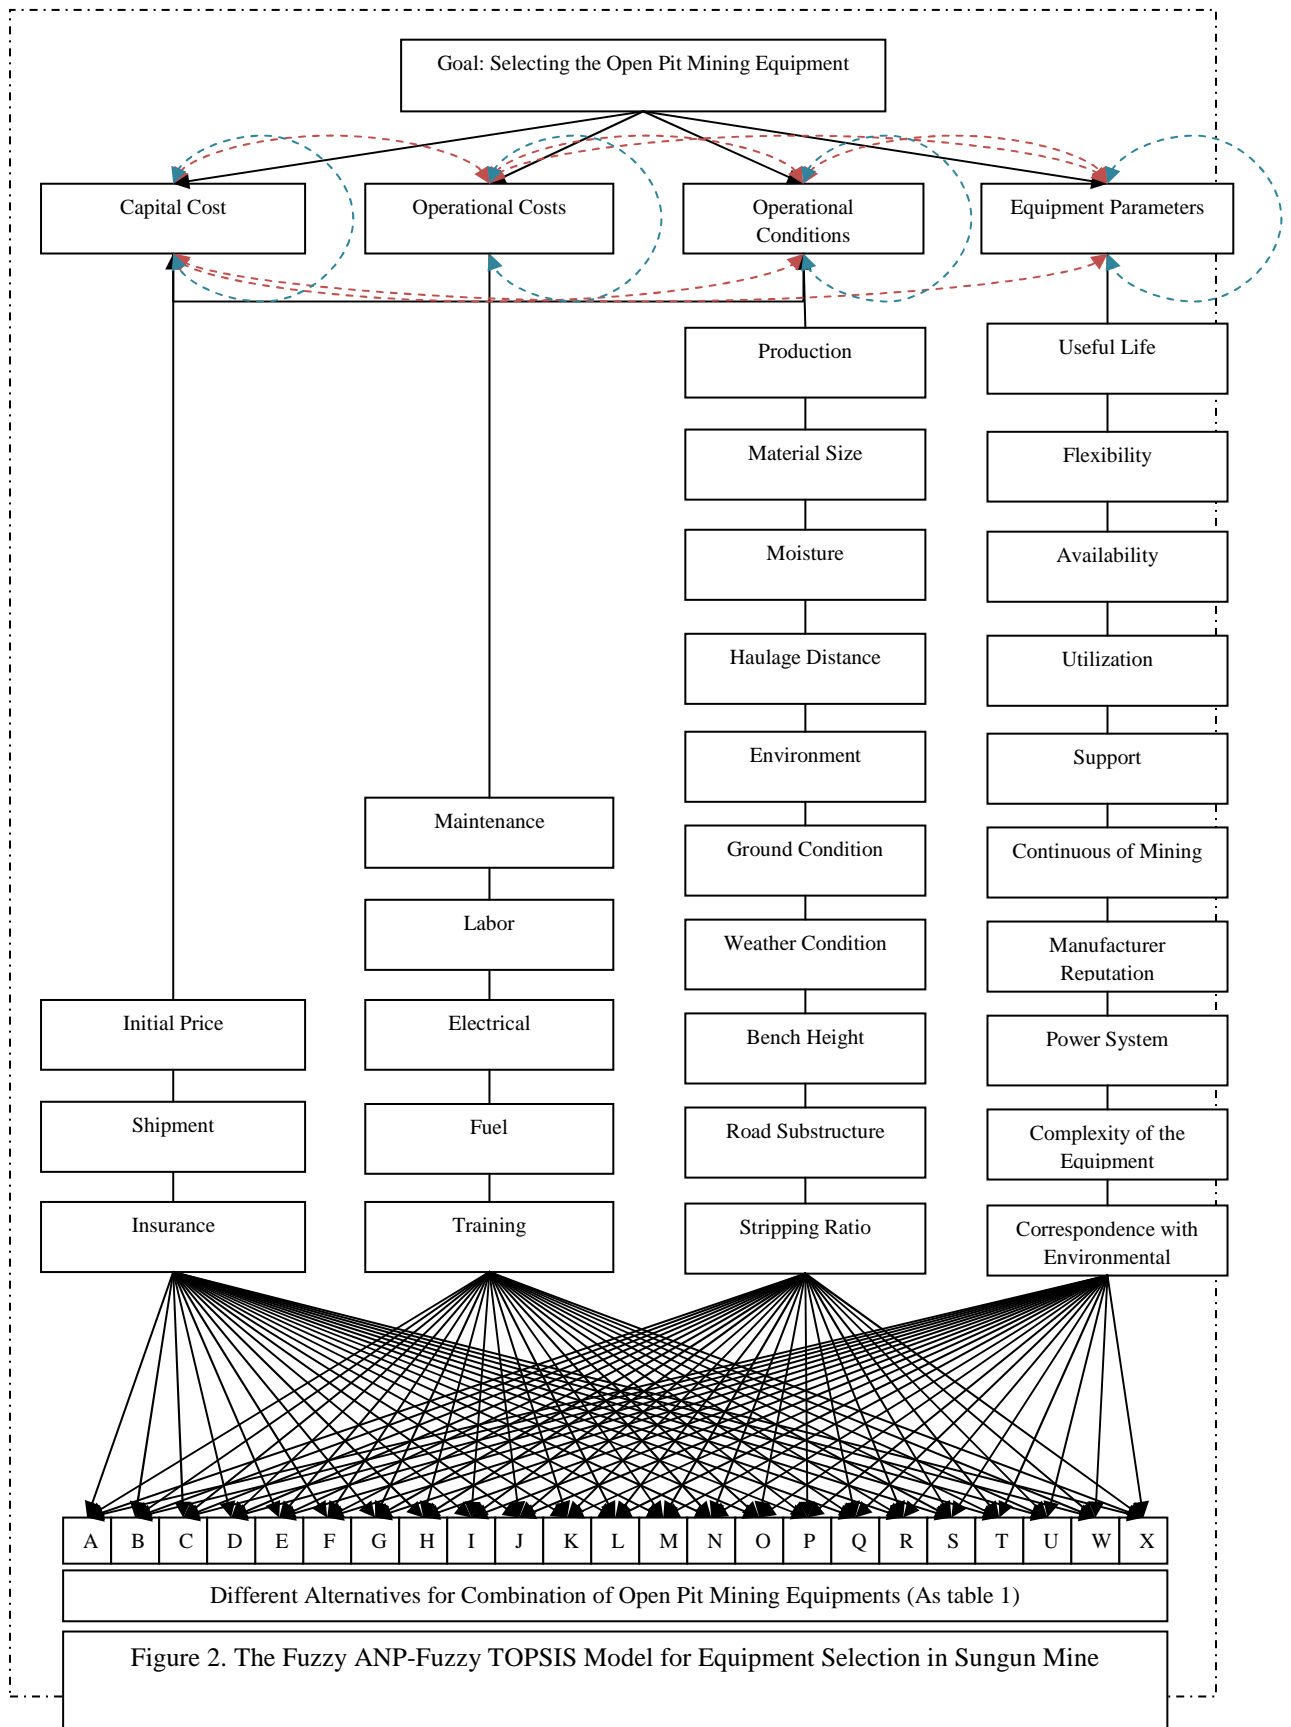 Goal: Selecting the Open Pit Mining Equipment
Capital Cost
Operational Costs
Operational
Conditions
Equipment Parameters
Production
Material Size
Moisture
Haulage Distance
Environment
Ground Condition
Weather Condition
Bench Height
Road Substructure
Stripping Ratio
Useful Life
Flexibility
Availability
Utilization
Support
Continuous of Mining
Manufacturer
Reputation
Power System
Complexity of the
Equipment
Correspondence with
Environmental
Maintenance
Labor
Electrical
Fuel
Training
Initial Price
Shipment
Insurance
A B C D E F G H I J K L M N O P Q R S T U W X
Different Alternatives for Combination of Open Pit Mining Equipments (As table 1)
Figure 2. The Fuzzy ANP-Fuzzy TOPSIS Model for Equipment Selection in Sungun Mine